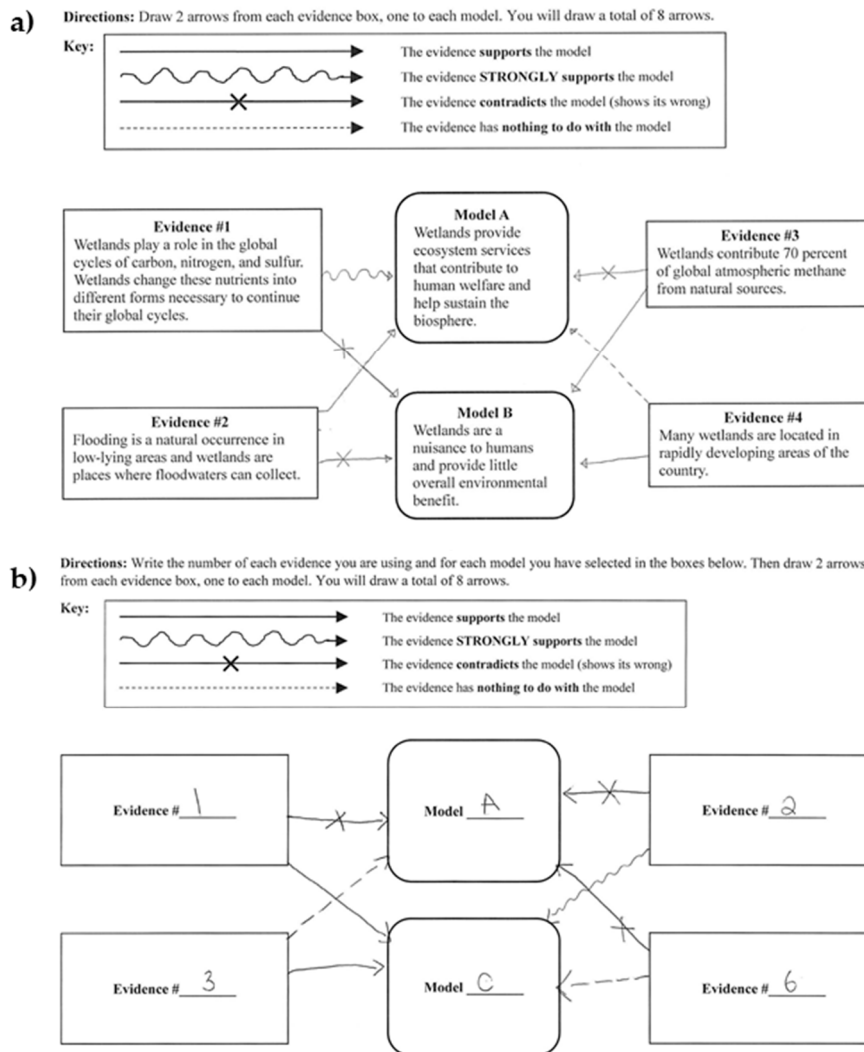 a)
Directions: Draw 2 arrows from each evidence box, one to each model. You will draw a total of 8 arrows.
Key:
The evidence supports the model
The evidence STRONGLY supports the model
The evidence contradicts the model (shows its wrong)
The evidence has nothing to do with the model
Evidence #1
Wetlands play a role in the global
cycles of carbon, nitrogen, and sulfur.
Wetlands change these nutrients into
different forms necessary to continue
their global cycles.
Model A
Wetlands provide
ecosystem services
that contribute to
human welfare and
help sustain the
biosphere.
Evidence #3
Wetlands contribute 70 percent
of global atmospheric methane
from natural sources.
Evidence #2
Flooding is a natural occurrence in
low-lying areas and wetlands are
places where floodwaters can collect.
Model B
Wetlands are a
nuisance to humans
and provide little
overall environmental
benefit.
Evidence #4
Many wetlands are located in
rapidly developing areas of the
country.
b)
Directions: Write the number of each evidence you are using and for each model you have selected in the boxes below. Then draw 2 arrows
from each evidence box, one to each model. You will draw a total of 8 arrows.
Key:
The evidence supports the model
The evidence STRONGLY supports the model
The evidence contradicts the model (shows its wrong)
The evidence has nothing to do with the model
Evidence # 1
Model A
Evidence # 2
Evidence # 3
Model C
Evidence # 6